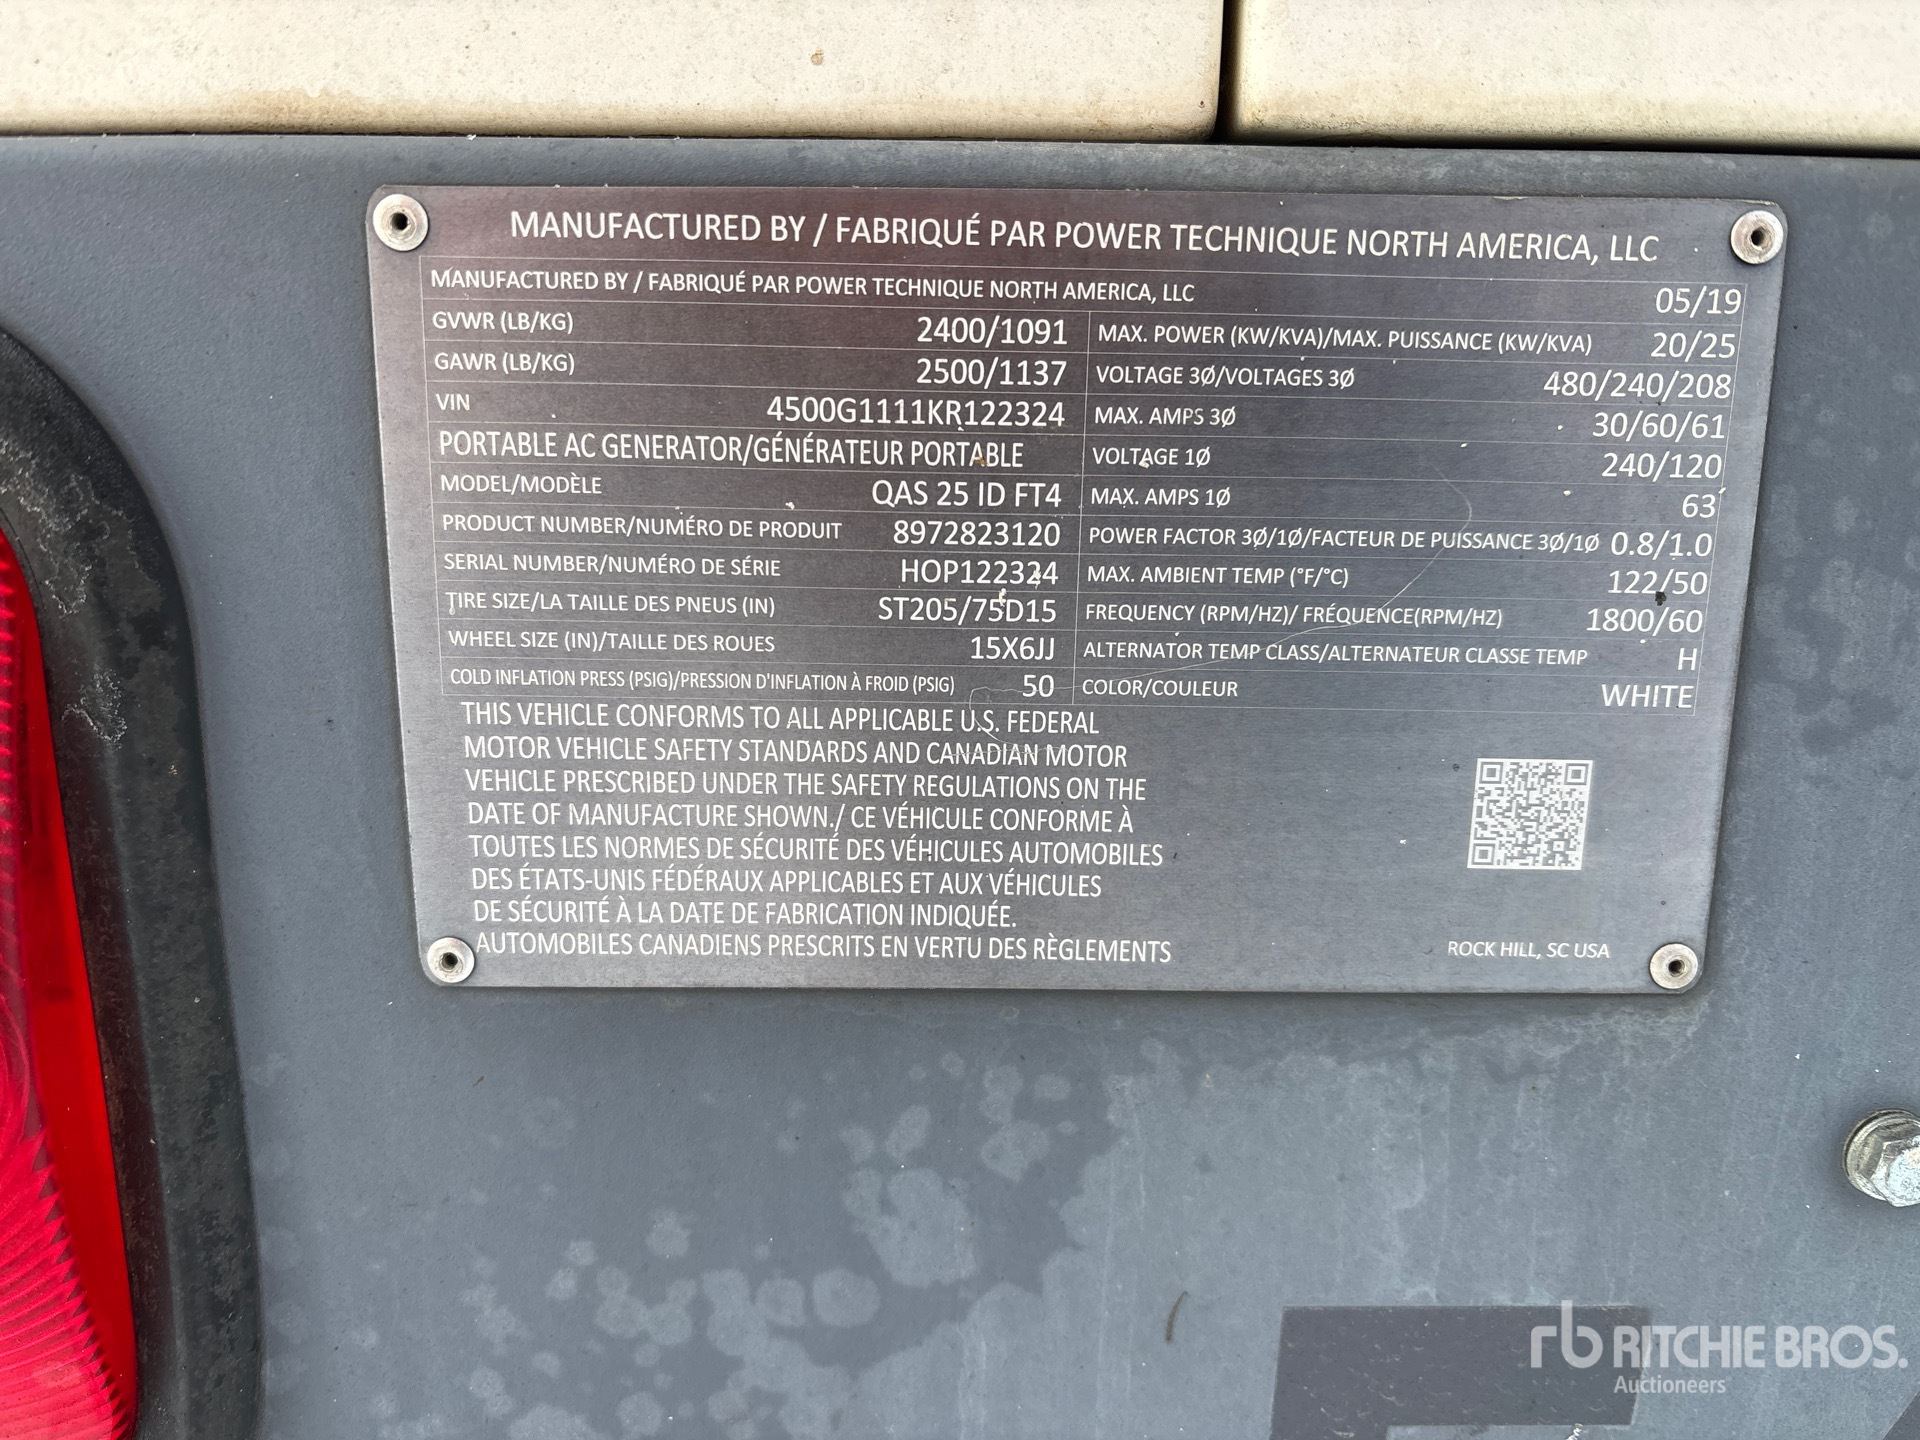 MANUFACTURED BY / FABRIQUÉ PAR POWER TECHNIQUE NORTH AMERICA, LLC
MANUFACTURED BY / FABRIQUÉ PAR POWER TECHNIQUE NORTH AMERICA, LLC 05/19
GVWR (LB/KG) 2400/1091 MAX. POWER (KW/KVA)/MAX. PUISSANCE (KW/KVA) 20/25
GAWR (LB/KG) 2500/1137 VOLTAGE 3Ø/VOLTAGES 3Ø 480/240/208
VIN 4500G1111KR122324 MAX. AMPS 3Ø 30/60/61
PORTABLE AC GENERATOR/GÉNÉRATEUR PORTABLE VOLTAGE 1Ø 240/120
MODEL/MODÈLE QAS 25 ID FT4 MAX. AMPS 1Ø 63
PRODUCT NUMBER/NUMÉRO DE PRODUIT 8972823120 POWER FACTOR 3Ø/1Ø/FACTEUR DE PUISSANCE 3Ø/1Ø 0.8/1.0
SERIAL NUMBER/NUMÉRO DE SÉRIE HOP122324 MAX. AMBIENT TEMP (°F/°C) 122/50
TIRE SIZE/LA TAILLE DES PNEUS (IN) ST205/75D15 FREQUENCY (RPM/HZ)/ FRÉQUENCE(RPM/HZ) 1800/60
WHEEL SIZE (IN)/TAILLE DES ROUES 15X6JJ ALTERNATOR TEMP CLASS/ALTERNATEUR CLASSE TEMP H
COLD INFLATION PRESS (PSIG)/PRESSION D'INFLATION À FROID (PSIG) 50 COLOR/COULEUR WHITE
THIS VEHICLE CONFORMS TO ALL APPLICABLE U.S. FEDERAL
MOTOR VEHICLE SAFETY STANDARDS AND CANADIAN MOTOR
VEHICLE PRESCRIBED UNDER THE SAFETY REGULATIONS ON THE
DATE OF MANUFACTURE SHOWN./ CE VÉHICULE CONFORME À
TOUTES LES NORMES DE SÉCURITÉ DES VÉHICULES AUTOMOBILES
DES ÉTATS-UNIS FÉDÉRAUX APPLICABLES ET AUX VÉHICULES
DE SÉCURITÉ À LA DATE DE FABRICATION INDIQUÉE.
AUTOMOBILES CANADIENS PRESCRITS EN VERTU DES RÈGLEMENTS
ROCK HILL, SC USA
rb RITCHIE BROS.
Auctioneers